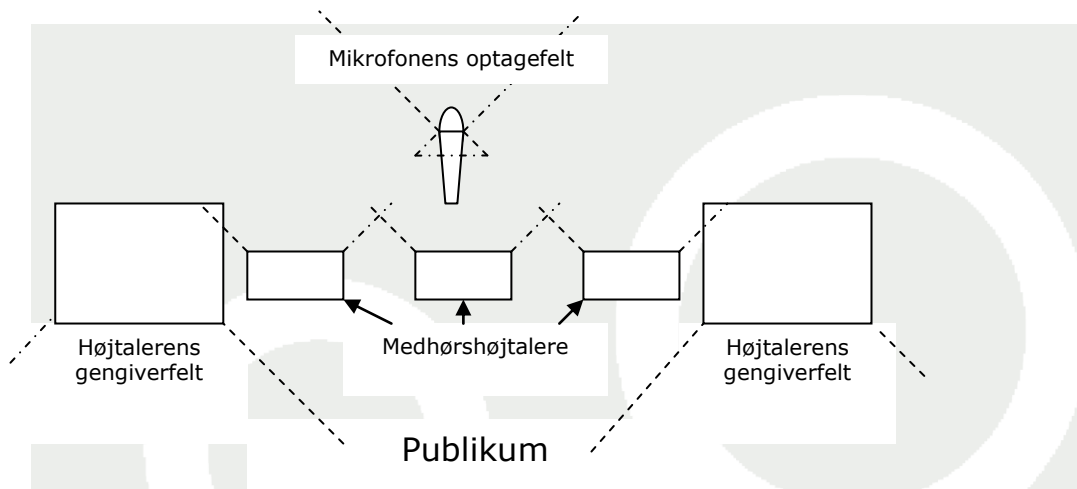 Mikrofonens optagefelt
Højtalerens
gengiverfelt
Medhørshøjtalere
Højtalerens
gengiverfelt
Publikum